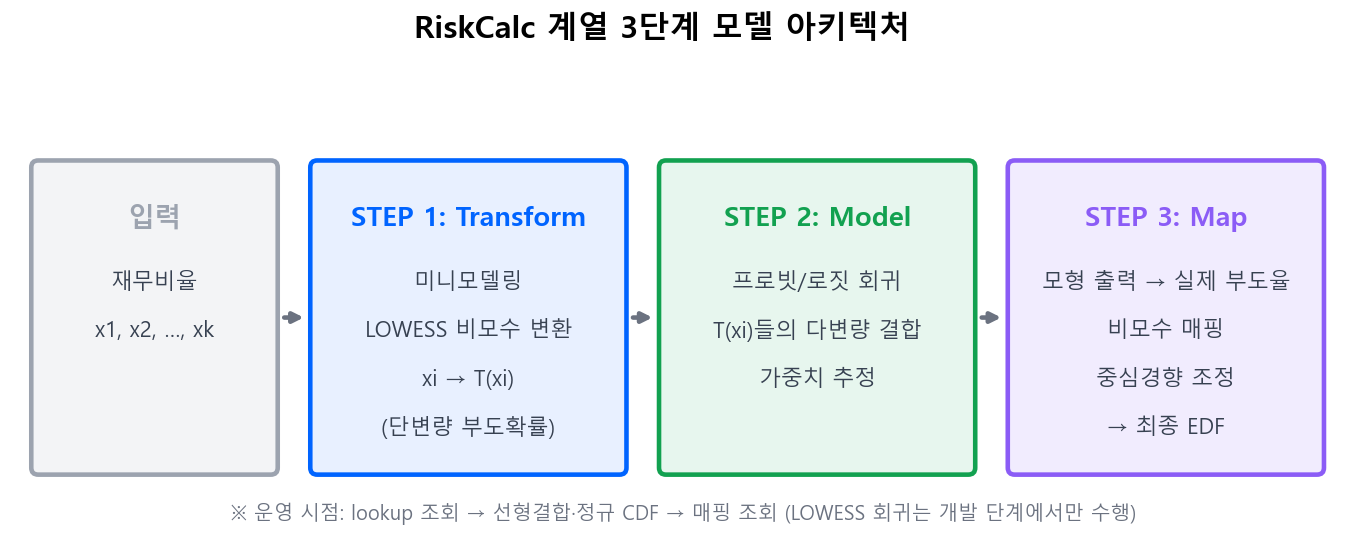 RiskCalc 계열 3단계 모델 아키텍처
입력
재무비율
x1, x2, ..., xk
STEP 1: Transform
미니모델링
LOWESS 비모수 변환
xi → T(xi)
(단변량 부도확률)
STEP 2: Model
프로빗/로짓 회귀
T(xi)들의 다변량 결합
가중치 추정
STEP 3: Map
모형 출력 → 실제 부도율
비모수 매핑
중심경향 조정
→ 최종 EDF
※ 운영 시점: lookup 조회 → 선형결합·정규 CDF → 매핑 조회 (LOWESS 회귀는 개발 단계에서만 수행)